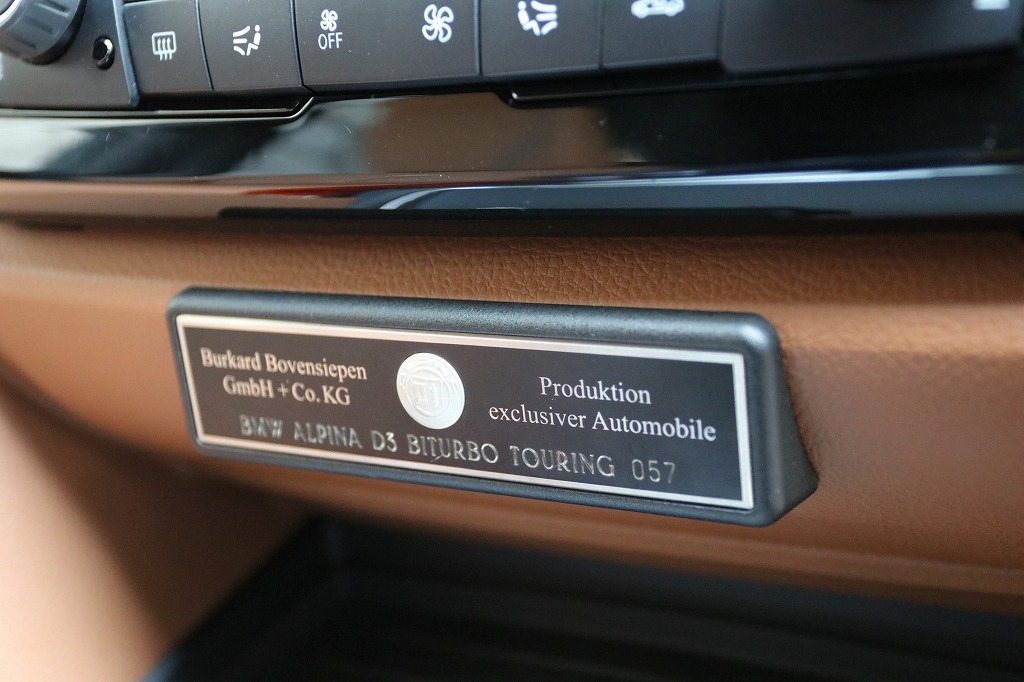 OFF
Burkard Bovensiepen
GmbH + Co. KG
Produktion
exclusiver Automobile
BMW ALPINA D3 BITURBO TOURING 057